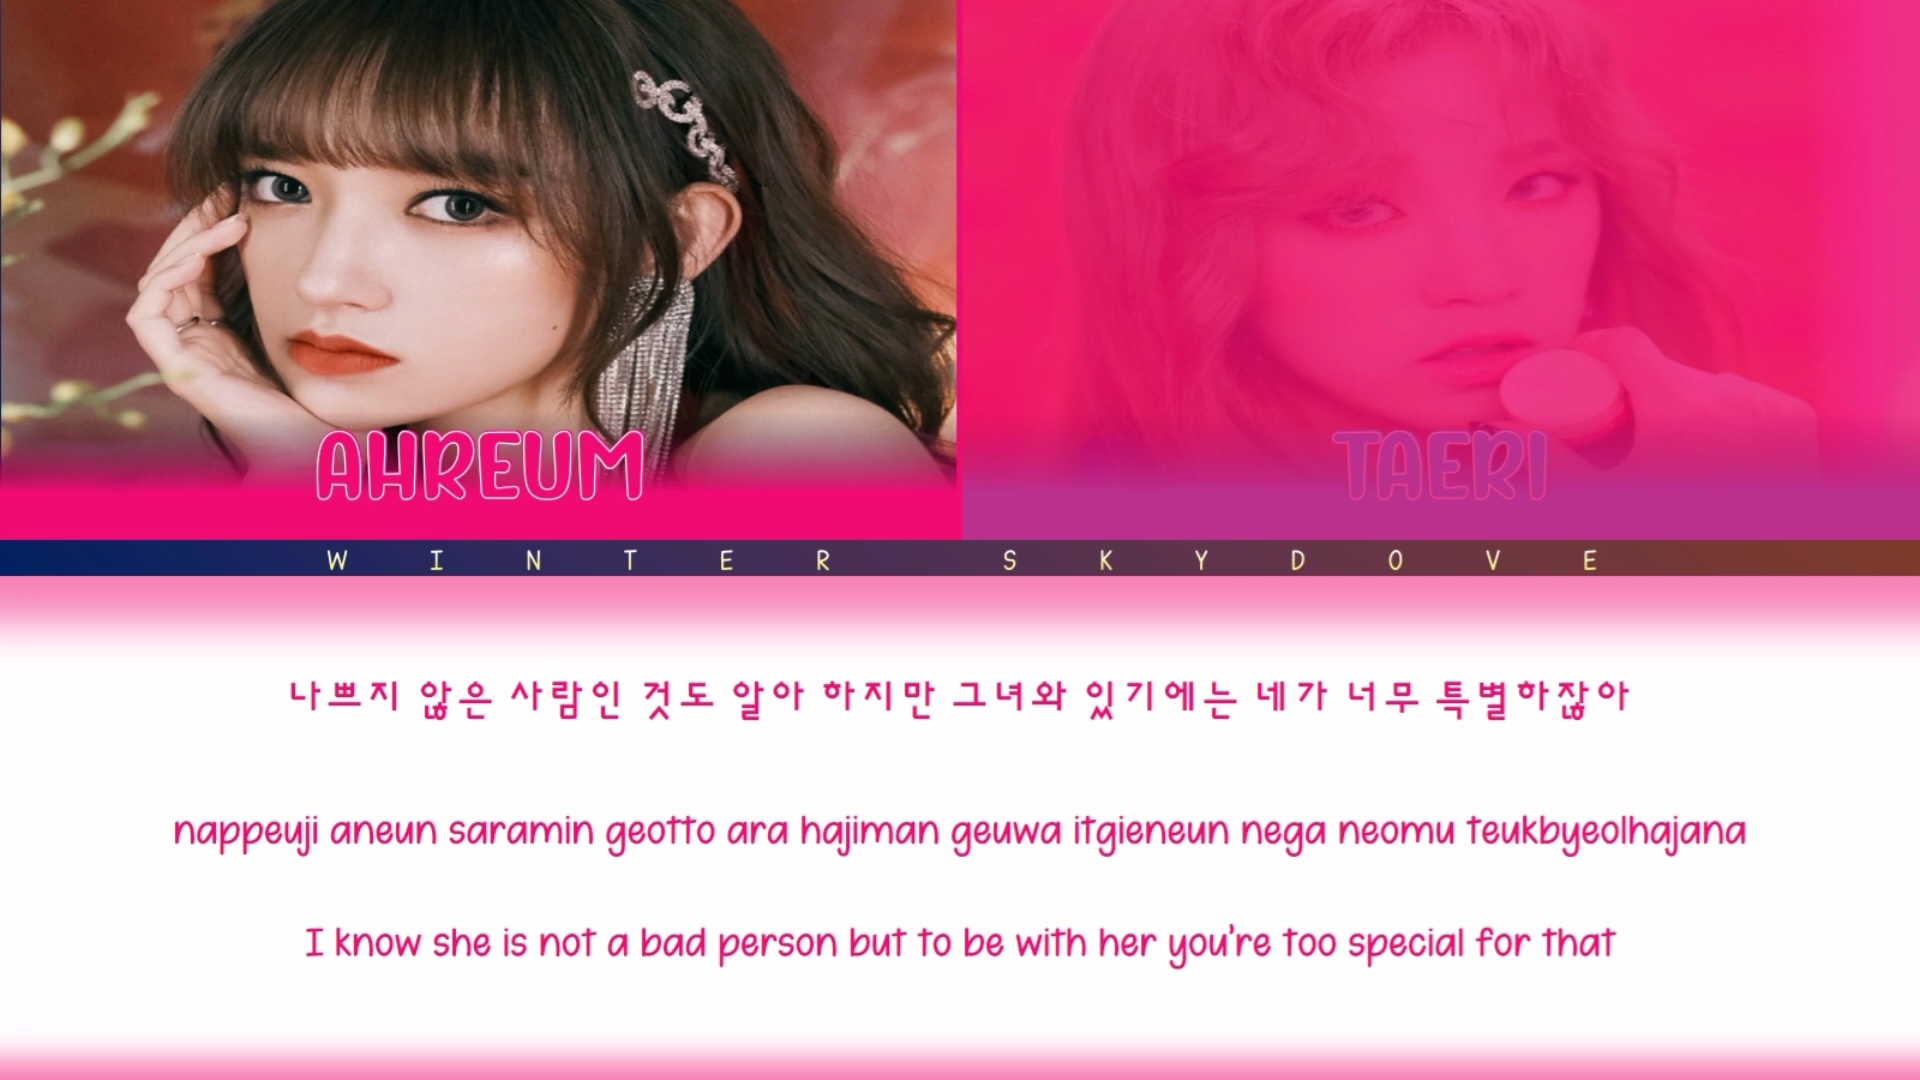 AHREUM
TAERI
WINTER SKYDOVE
나쁘지 않은 사람인 것도 알아 하지만 그녀와 있기에는 네가 너무 특별하잖아
nappeuji aneun saramin geotto ara hajiman geuwa itgieneun nega neomu teukbyeolhajana
I know she is not a bad person but to be with her you're too special for that